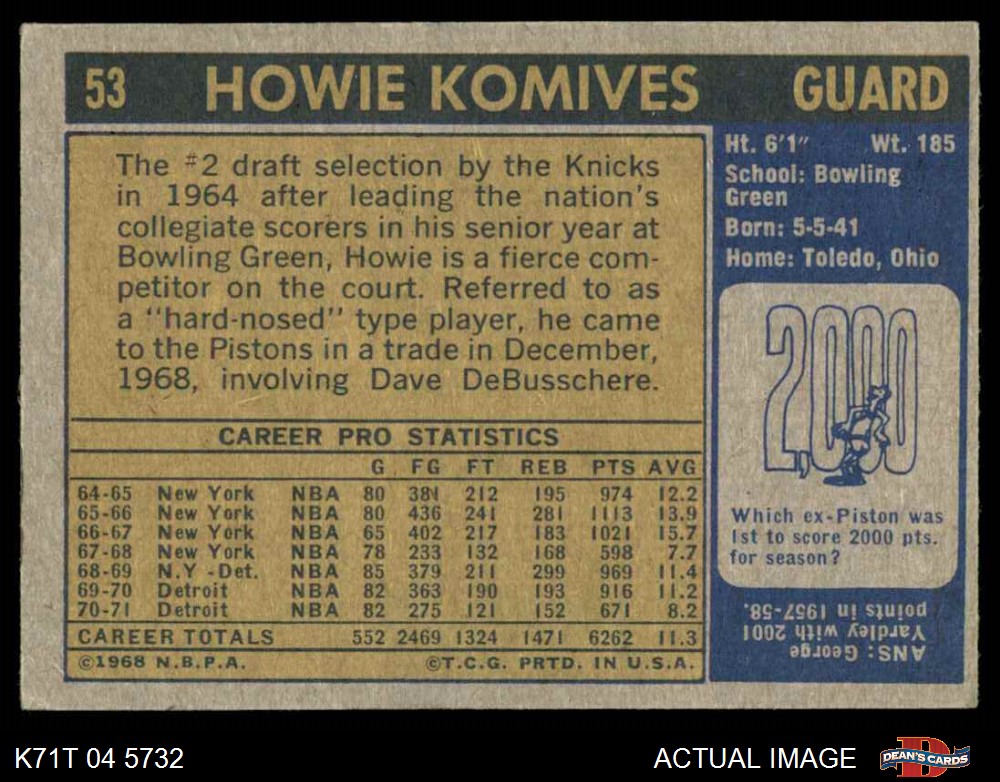 53 HOWIE KOMIVES GUARD
The #2 draft selection by the Knicks
in 1964 after leading the nation's
collegiate scorers in his senior year at
Bowling Green, Howie is a fierce com-
petitor on the court. Referred to as
a "hard-nosed" type player, he came
to the Pistons in a trade in December,
1968, involving Dave DeBusschere.
CAREER PRO STATISTICS
G FG FT REB PTS AVG
64-65 New York NBA 80 381 212 195 974 12.2
65-66 New York NBA 80 436 241 281 1113 13.9
66-67 New York NBA 65 402 217 183 1021 15.7
67-68 New York NBA 78 233 132 168 598 7.7
68-69 N.Y -Det. NBA 85 379 211 299 969 11.4
69-70 Detroit NBA 82 363 190 193 916 11.2
70-71 Detroit NBA 82 275 121 152 671 8.2
CAREER TOTALS 552 2469 1324 1471 6262 11.3
©1968 N.B.P.A. ©T.C.G. PRTD. IN U.S.A.
Ht. 6'1" Wt. 185
School: Bowling
Green
Born: 5-5-41
Home: Toledo, Ohio
2,000
Which ex-Piston was
1st to score 2000 pts.
for season?
ANS: George
Yardley with 2001
points in 1957-58.
K71T 04 5732 ACTUAL IMAGE
DEAN'S CARDS